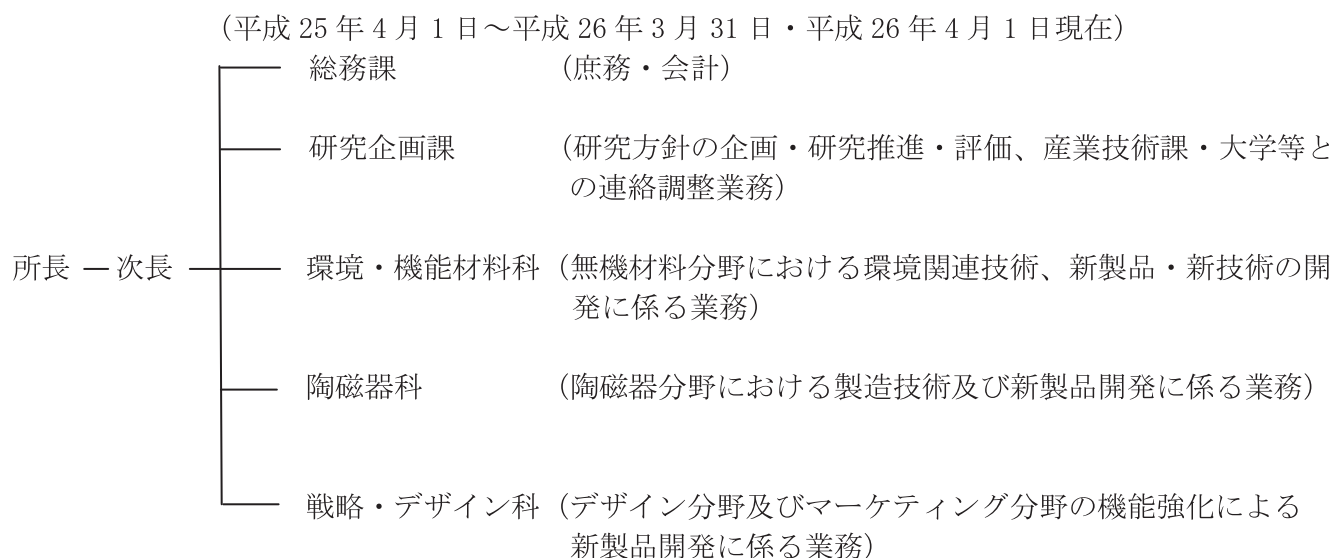 （平成 25 年 4 月 1 日～平成 26 年 3 月 31 日・平成 26 年 4 月 1 日現在）
総務課 （庶務・会計）
研究企画課 （研究方針の企画・研究推進・評価、産業技術課・大学等と
の連絡調整業務）
所長 ― 次長 環境・機能材料科 （無機材料分野における環境関連技術、新製品・新技術の開
発に係る業務）
陶磁器科 （陶磁器分野における製造技術及び新製品開発に係る業務）
戦略・デザイン科 （デザイン分野及びマーケティング分野の機能強化による
新製品開発に係る業務）